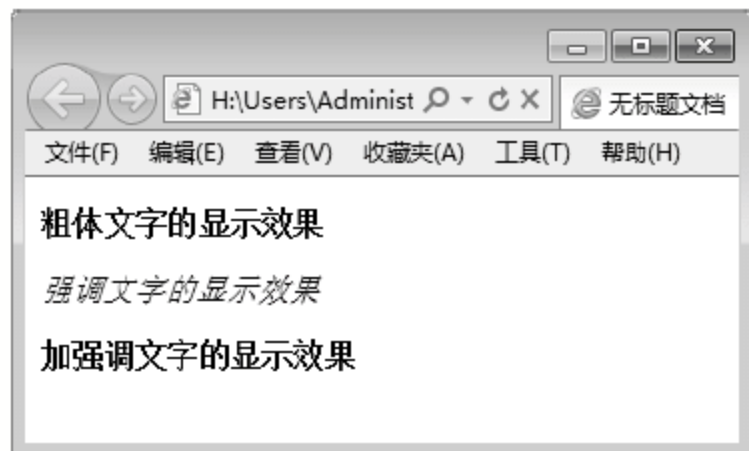 H:\Users\Administ
无标题文档
文件(F) 编辑(E) 查看(V) 收藏夹(A) 工具(T) 帮助(H)
粗体文字的显示效果
强调文字的显示效果
加强调文字的显示效果